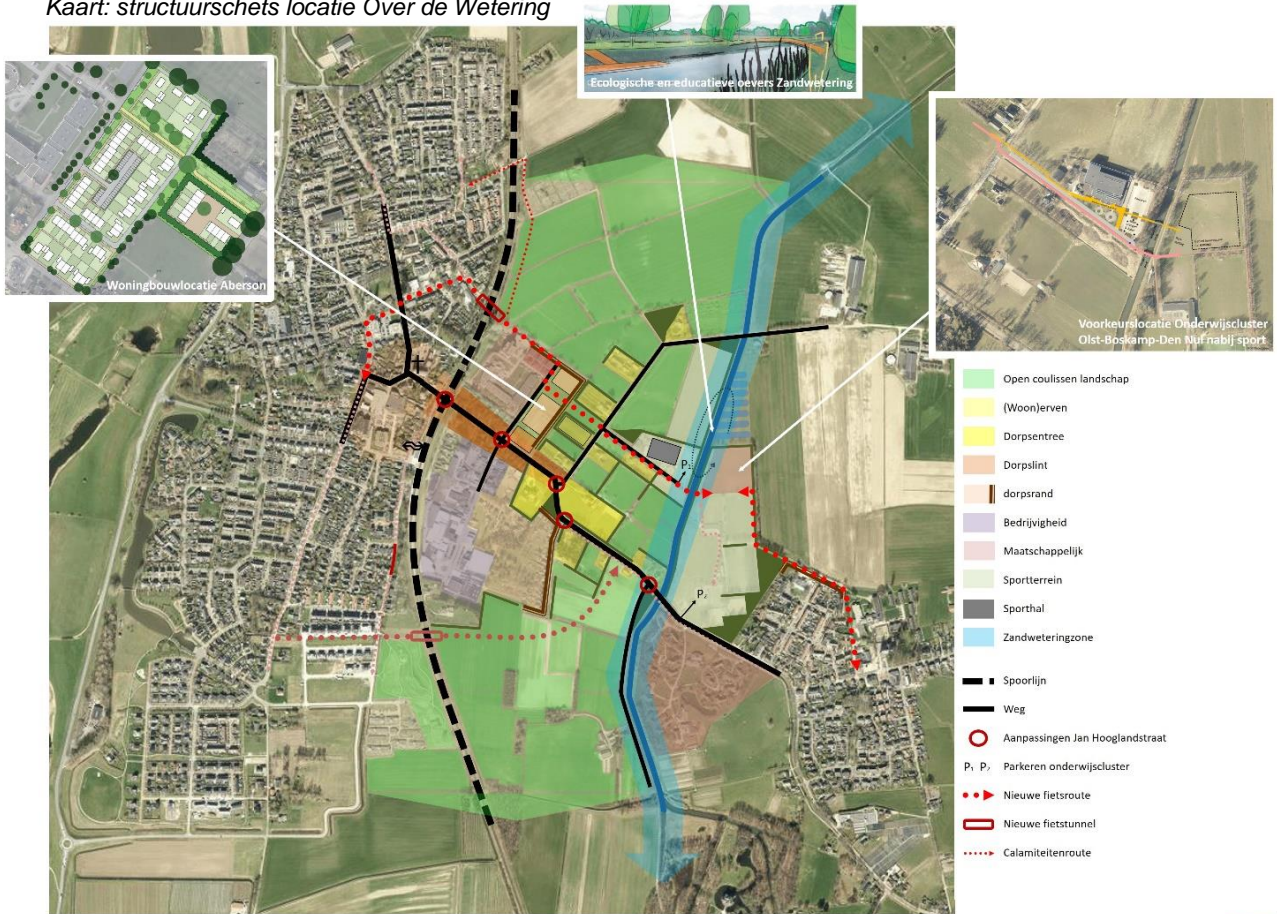 Kaart: structuurschets locatie Over de Wetering
Ecologische en educatieve oevers Zandwetering
Woningbouwlocatie Aberson
Voorkeurslocatie Onderwijscluster
Olst-Boskamp-Den Nul nabij sport
P₁
P₂
Open coulissen landschap
(Woon)erven
Dorpsentree
Dorpslint
dorpsrand
Bedrijvigheid
Maatschappelijk
Sportterrein
Sporthal
Zandweteringzone
Spoorlijn
Weg
Aanpassingen Jan Hooglandstraat
P₁ P₂ Parkeren onderwijscluster
Nieuwe fietsroute
Nieuwe fietstunnel
Calamiteitenroute